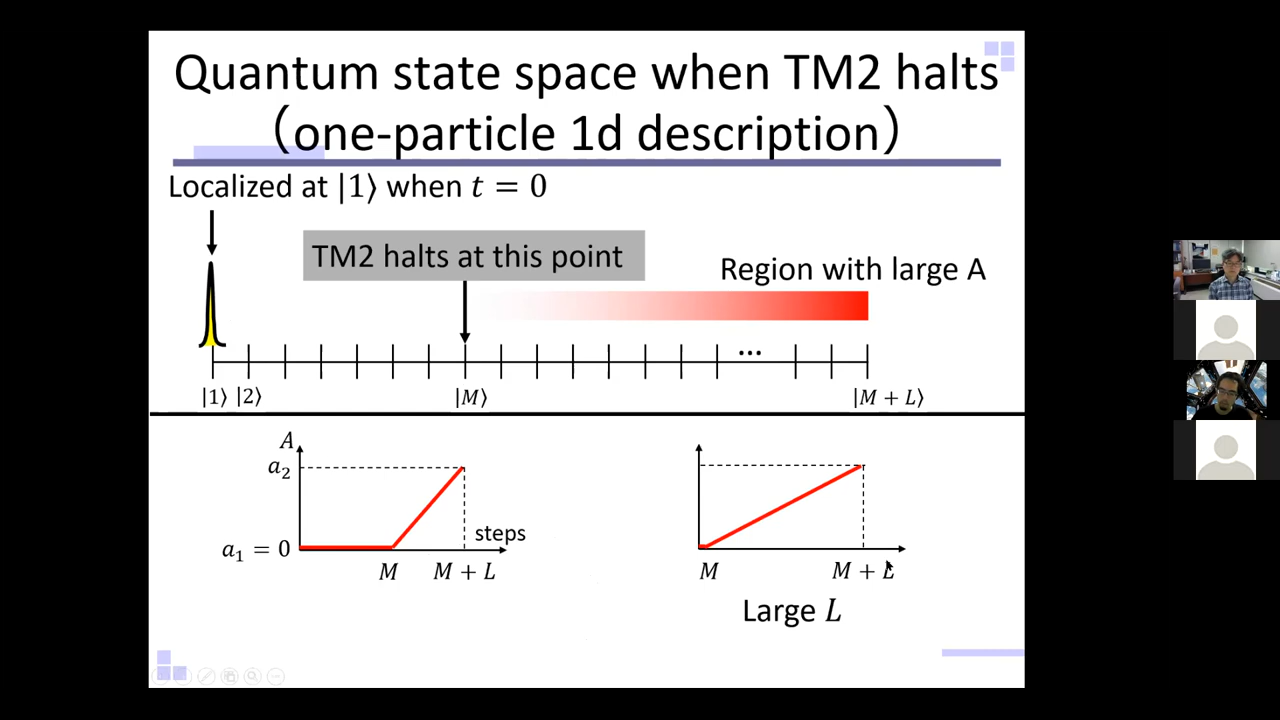 Quantum state space when TM2 halts
（one-particle 1d description）
Localized at |1⟩ when t = 0
TM2 halts at this point
Region with large A
...
|1⟩ |2⟩ |M⟩ |M + L⟩
A
a₂
steps
a₁ = 0
M M + L
M M + L
Large L